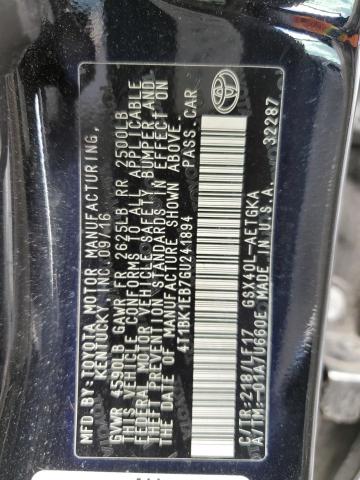 MFD.BY:TOYOTA MOTOR MANUFACTURING,
KENTUCKY, INC. 09/16
GVWR 4590LB GAWR FR 2625LB RR 2500LB
THIS VEHICLE CONFORMS TO ALL APPLICABLE
FEDERAL MOTOR VEHICLE SAFETY, BUMPER, AND
THEFT PREVENTION STANDARDS IN EFFECT ON
THE DATE OF MANUFACTURE SHOWN ABOVE.
4T1BK1EB7GU241894 PASS.CAR
C/TR:218/LF17 GSX40L-AETGKA
A/TM:-01A/U660E MADE IN U.S.A. 32287